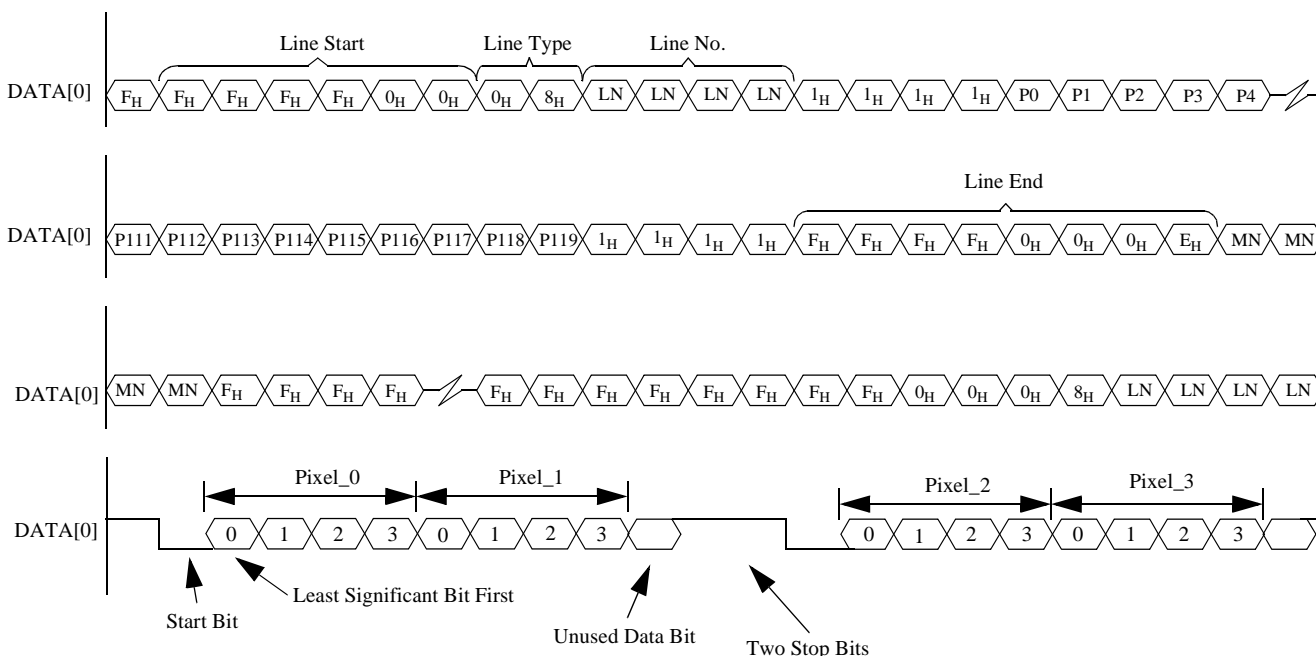 Line Start Line Type Line No.
DATA[0] FH FH FH FH FH 0H 0H 0H 8H LN LN LN LN 1H 1H 1H 1H P0 P1 P2 P3 P4
Line End
DATA[0] P111 P112 P113 P114 P115 P116 P117 P118 P119 1H 1H 1H 1H FH FH FH FH 0H 0H 0H EH MN MN
DATA[0] MN MN FH FH FH FH FH FH FH FH FH FH FH FH 0H 0H 0H 8H LN LN LN LN
Pixel_0 Pixel_1 Pixel_2 Pixel_3
DATA[0] 0 1 2 3 0 1 2 3 0 1 2 3 0 1 2 3
Least Significant Bit First
Start Bit Unused Data Bit Two Stop Bits